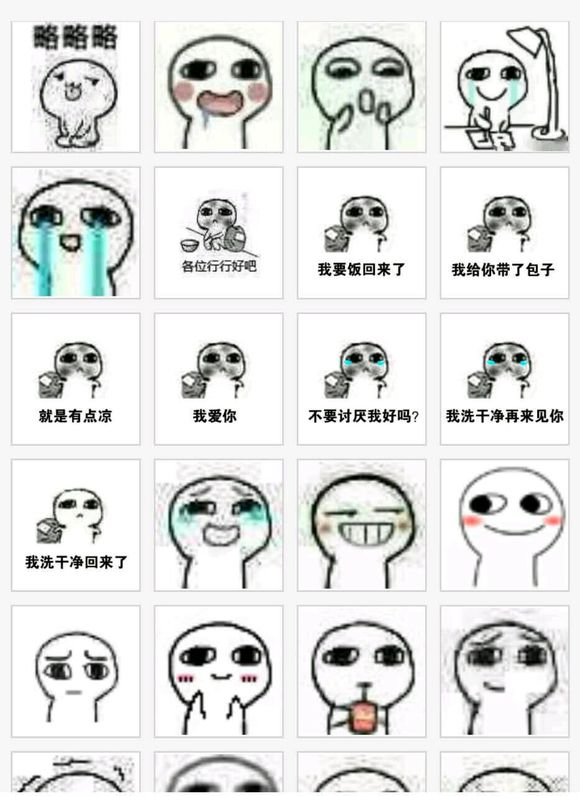 略略略
各位行行好吧
我要饭回来了
我给你带了包子
就是有点凉
我爱你
不要讨厌我好吗?
我洗干净再来见你
我洗干净回来了